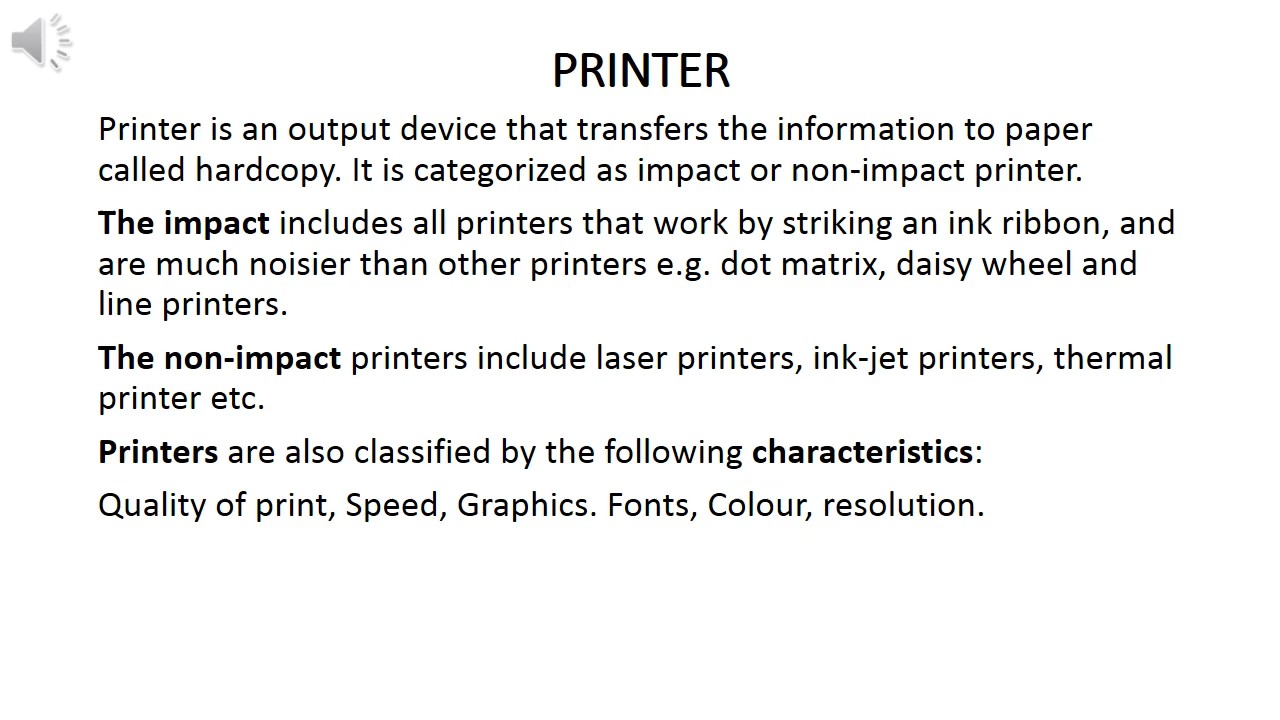 PRINTER
Printer is an output device that transfers the information to paper
called hardcopy. It is categorized as impact or non-impact printer.
The impact includes all printers that work by striking an ink ribbon, and
are much noisier than other printers e.g. dot matrix, daisy wheel and
line printers.
The non-impact printers include laser printers, ink-jet printers, thermal
printer etc.
Printers are also classified by the following characteristics:
Quality of print, Speed, Graphics. Fonts, Colour, resolution.